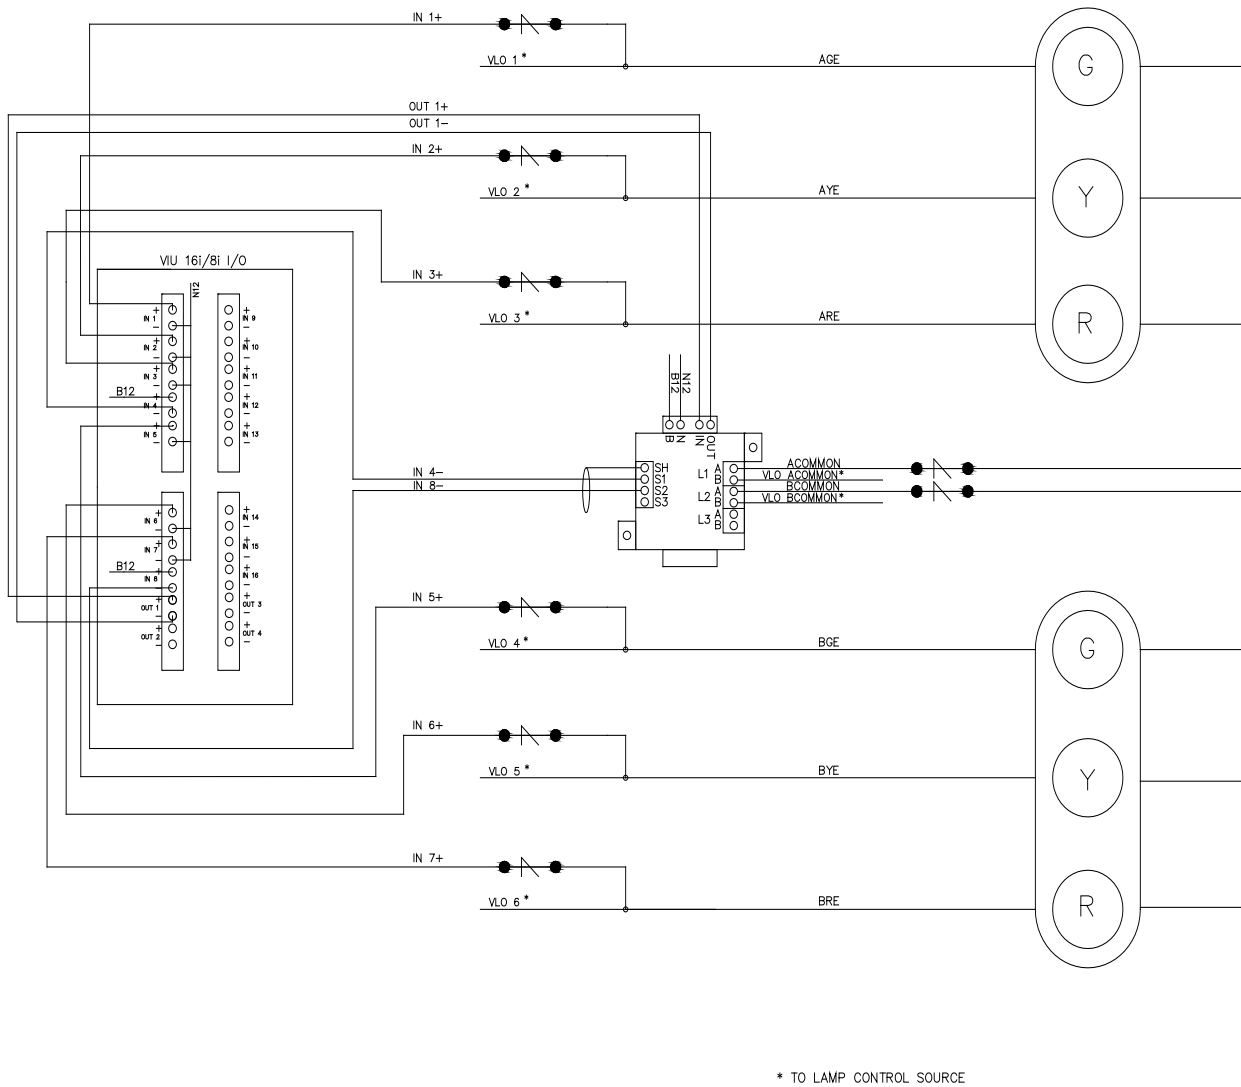 IN 1+
VLO 1 *
AGE
G
OUT 1+
OUT 1-
IN 2+
VLO 2 *
AYE
Y
IN 3+
VLO 3 *
ARE
R
VIU 16i/8i I/O
N12
+
IN 1
-
+
IN 2
-
+
IN 3
-
B12
+
IN 4
-
+
IN 5
-
+
IN 9
-
+
IN 10
-
+
IN 11
-
+
IN 12
-
+
IN 13
-
+
IN 6
-
+
IN 7
-
B12
+
IN 8
-
+
OUT 1
-
+
OUT 2
-
+
IN 14
-
+
IN 15
-
+
IN 16
-
+
OUT 3
-
+
OUT 4
-
B12
N12
B
N
IN
OUT
SH
S1
S2
S3
L1 A
B
L2 A
B
L3 A
B
IN 4-
IN 8-
ACOMMON
VLO ACOMMON*
BCOMMON
VLO BCOMMON*
IN 5+
VLO 4 *
BGE
G
IN 6+
VLO 5 *
BYE
Y
IN 7+
VLO 6 *
BRE
R
* TO LAMP CONTROL SOURCE